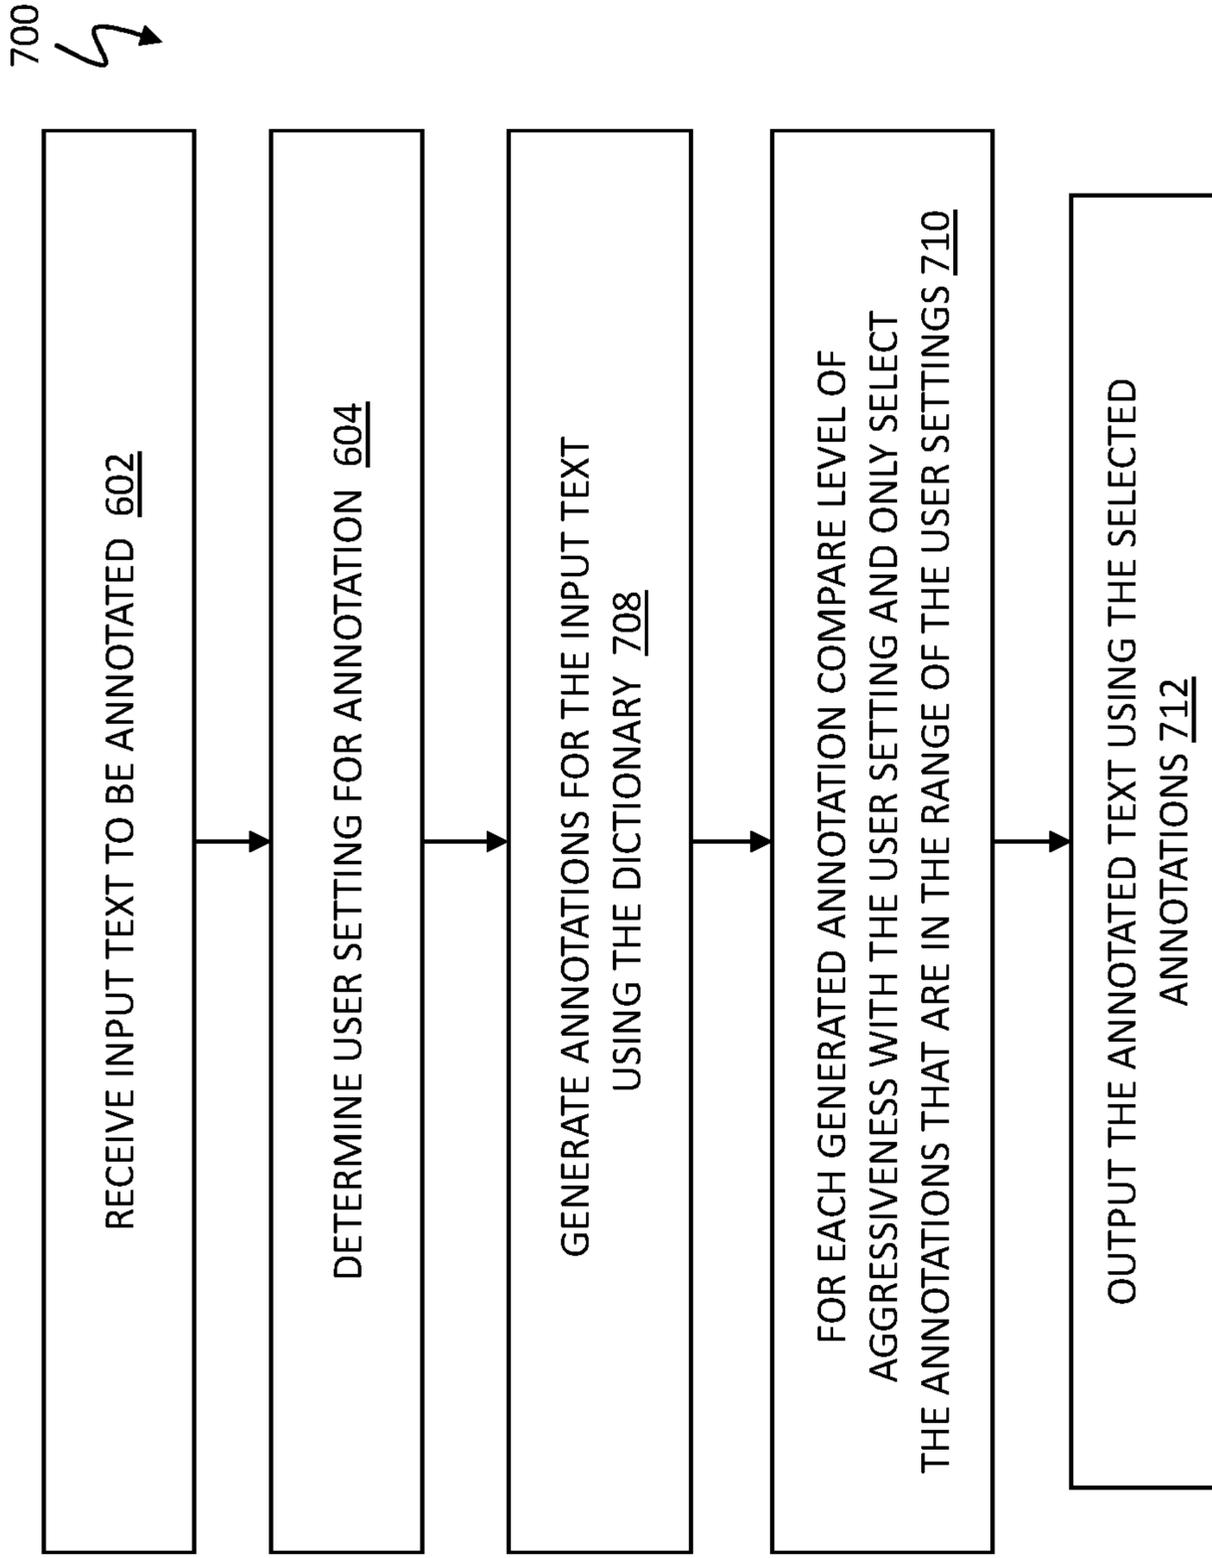 700
RECEIVE INPUT TEXT TO BE ANNOTATED 602
DETERMINE USER SETTING FOR ANNOTATION 604
GENERATE ANNOTATIONS FOR THE INPUT TEXT
USING THE DICTIONARY 708
FOR EACH GENERATED ANNOTATION COMPARE LEVEL OF
AGGRESSIVENESS WITH THE USER SETTING AND ONLY SELECT
THE ANNOTATIONS THAT ARE IN THE RANGE OF THE USER SETTINGS 710
OUTPUT THE ANNOTATED TEXT USING THE SELECTED
ANNOTATIONS 712